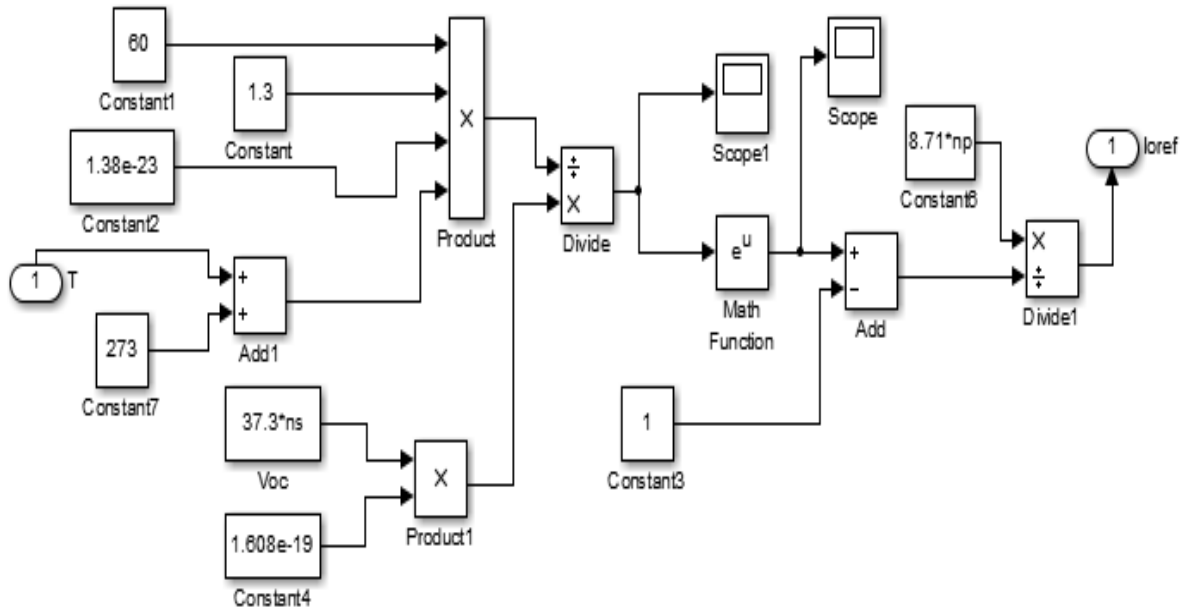 60
Constant1
1.3
Constant
1.38e-23
Constant2
1
T
273
Constant7
+
+
Add1
X
Product
37.3*ns
Voc
1.608e-19
Constant4
X
Product1
÷
X
Divide
Scope1
Scope
e^u
Math
Function
1
Constant3
+
−
Add
8.71*np
Constant6
X
÷
Divide1
1
Ioref